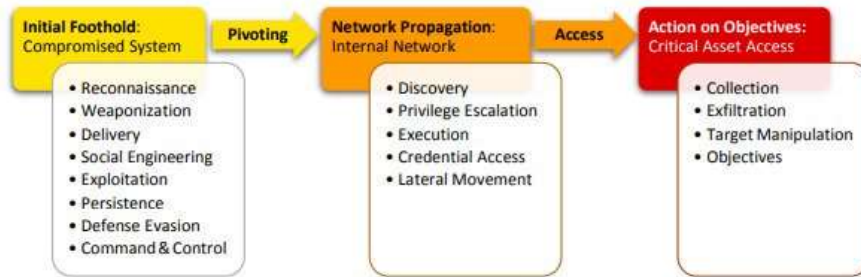 Initial Foothold:
Compromised System
Pivoting
Network Propagation:
Internal Network
Access
Action on Objectives:
Critical Asset Access
• Reconnaissance
• Weaponization
• Delivery
• Social Engineering
• Exploitation
• Persistence
• Defense Evasion
• Command & Control
• Discovery
• Privilege Escalation
• Execution
• Credential Access
• Lateral Movement
• Collection
• Exfiltration
• Target Manipulation
• Objectives